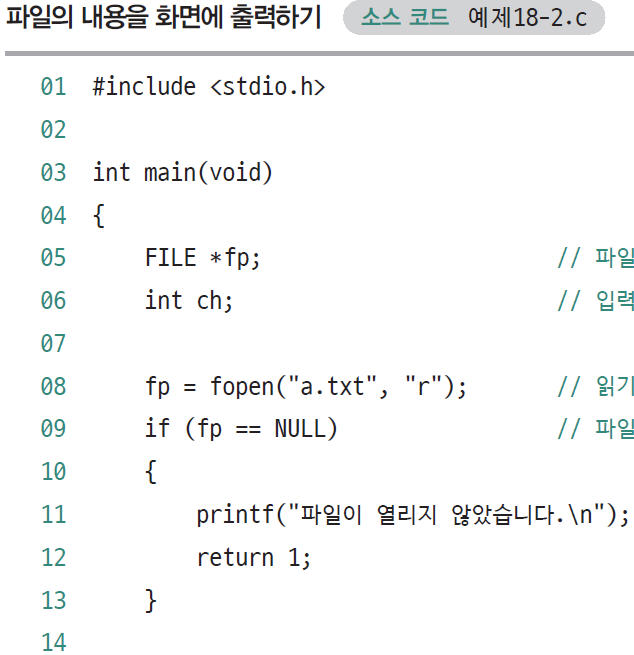 파일의 내용을 화면에 출력하기 소스 코드 예제18-2.c
01 #include <stdio.h>
02
03 int main(void)
04 {
05 FILE *fp; // 파일
06 int ch; // 입력
07
08 fp = fopen("a.txt", "r"); // 읽기
09 if (fp == NULL) // 파일
10 {
11 printf("파일이 열리지 않았습니다.\n");
12 return 1;
13 }
14